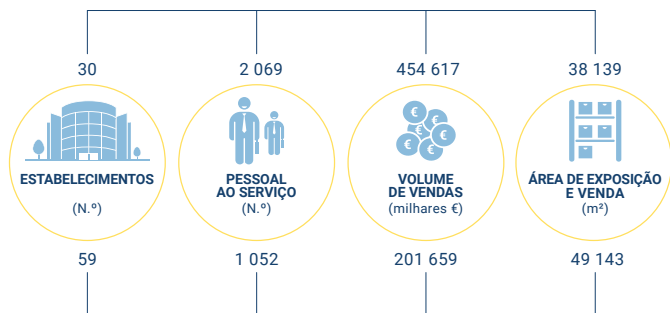 30 2 069 454 617 38 139
€ € € € € €
ESTABELECIMENTOS
(N.º)
PESSOAL
AO SERVIÇO
(N.º)
VOLUME
DE VENDAS
(milhares €)
ÁREA DE EXPOSIÇÃO
E VENDA
(m²)
59 1 052 201 659 49 143